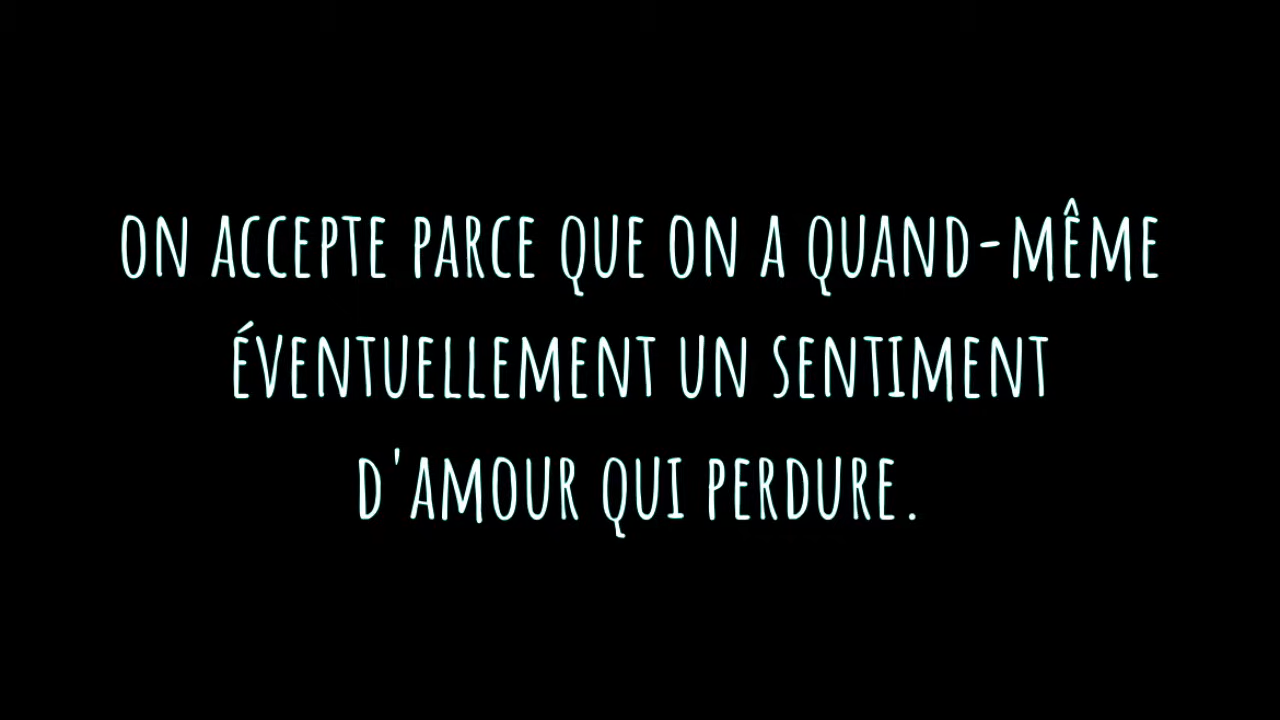 ON ACCEPTE PARCE QUE ON A QUAND-MÊME
ÉVENTUELLEMENT UN SENTIMENT
D'AMOUR QUI PERDURE.